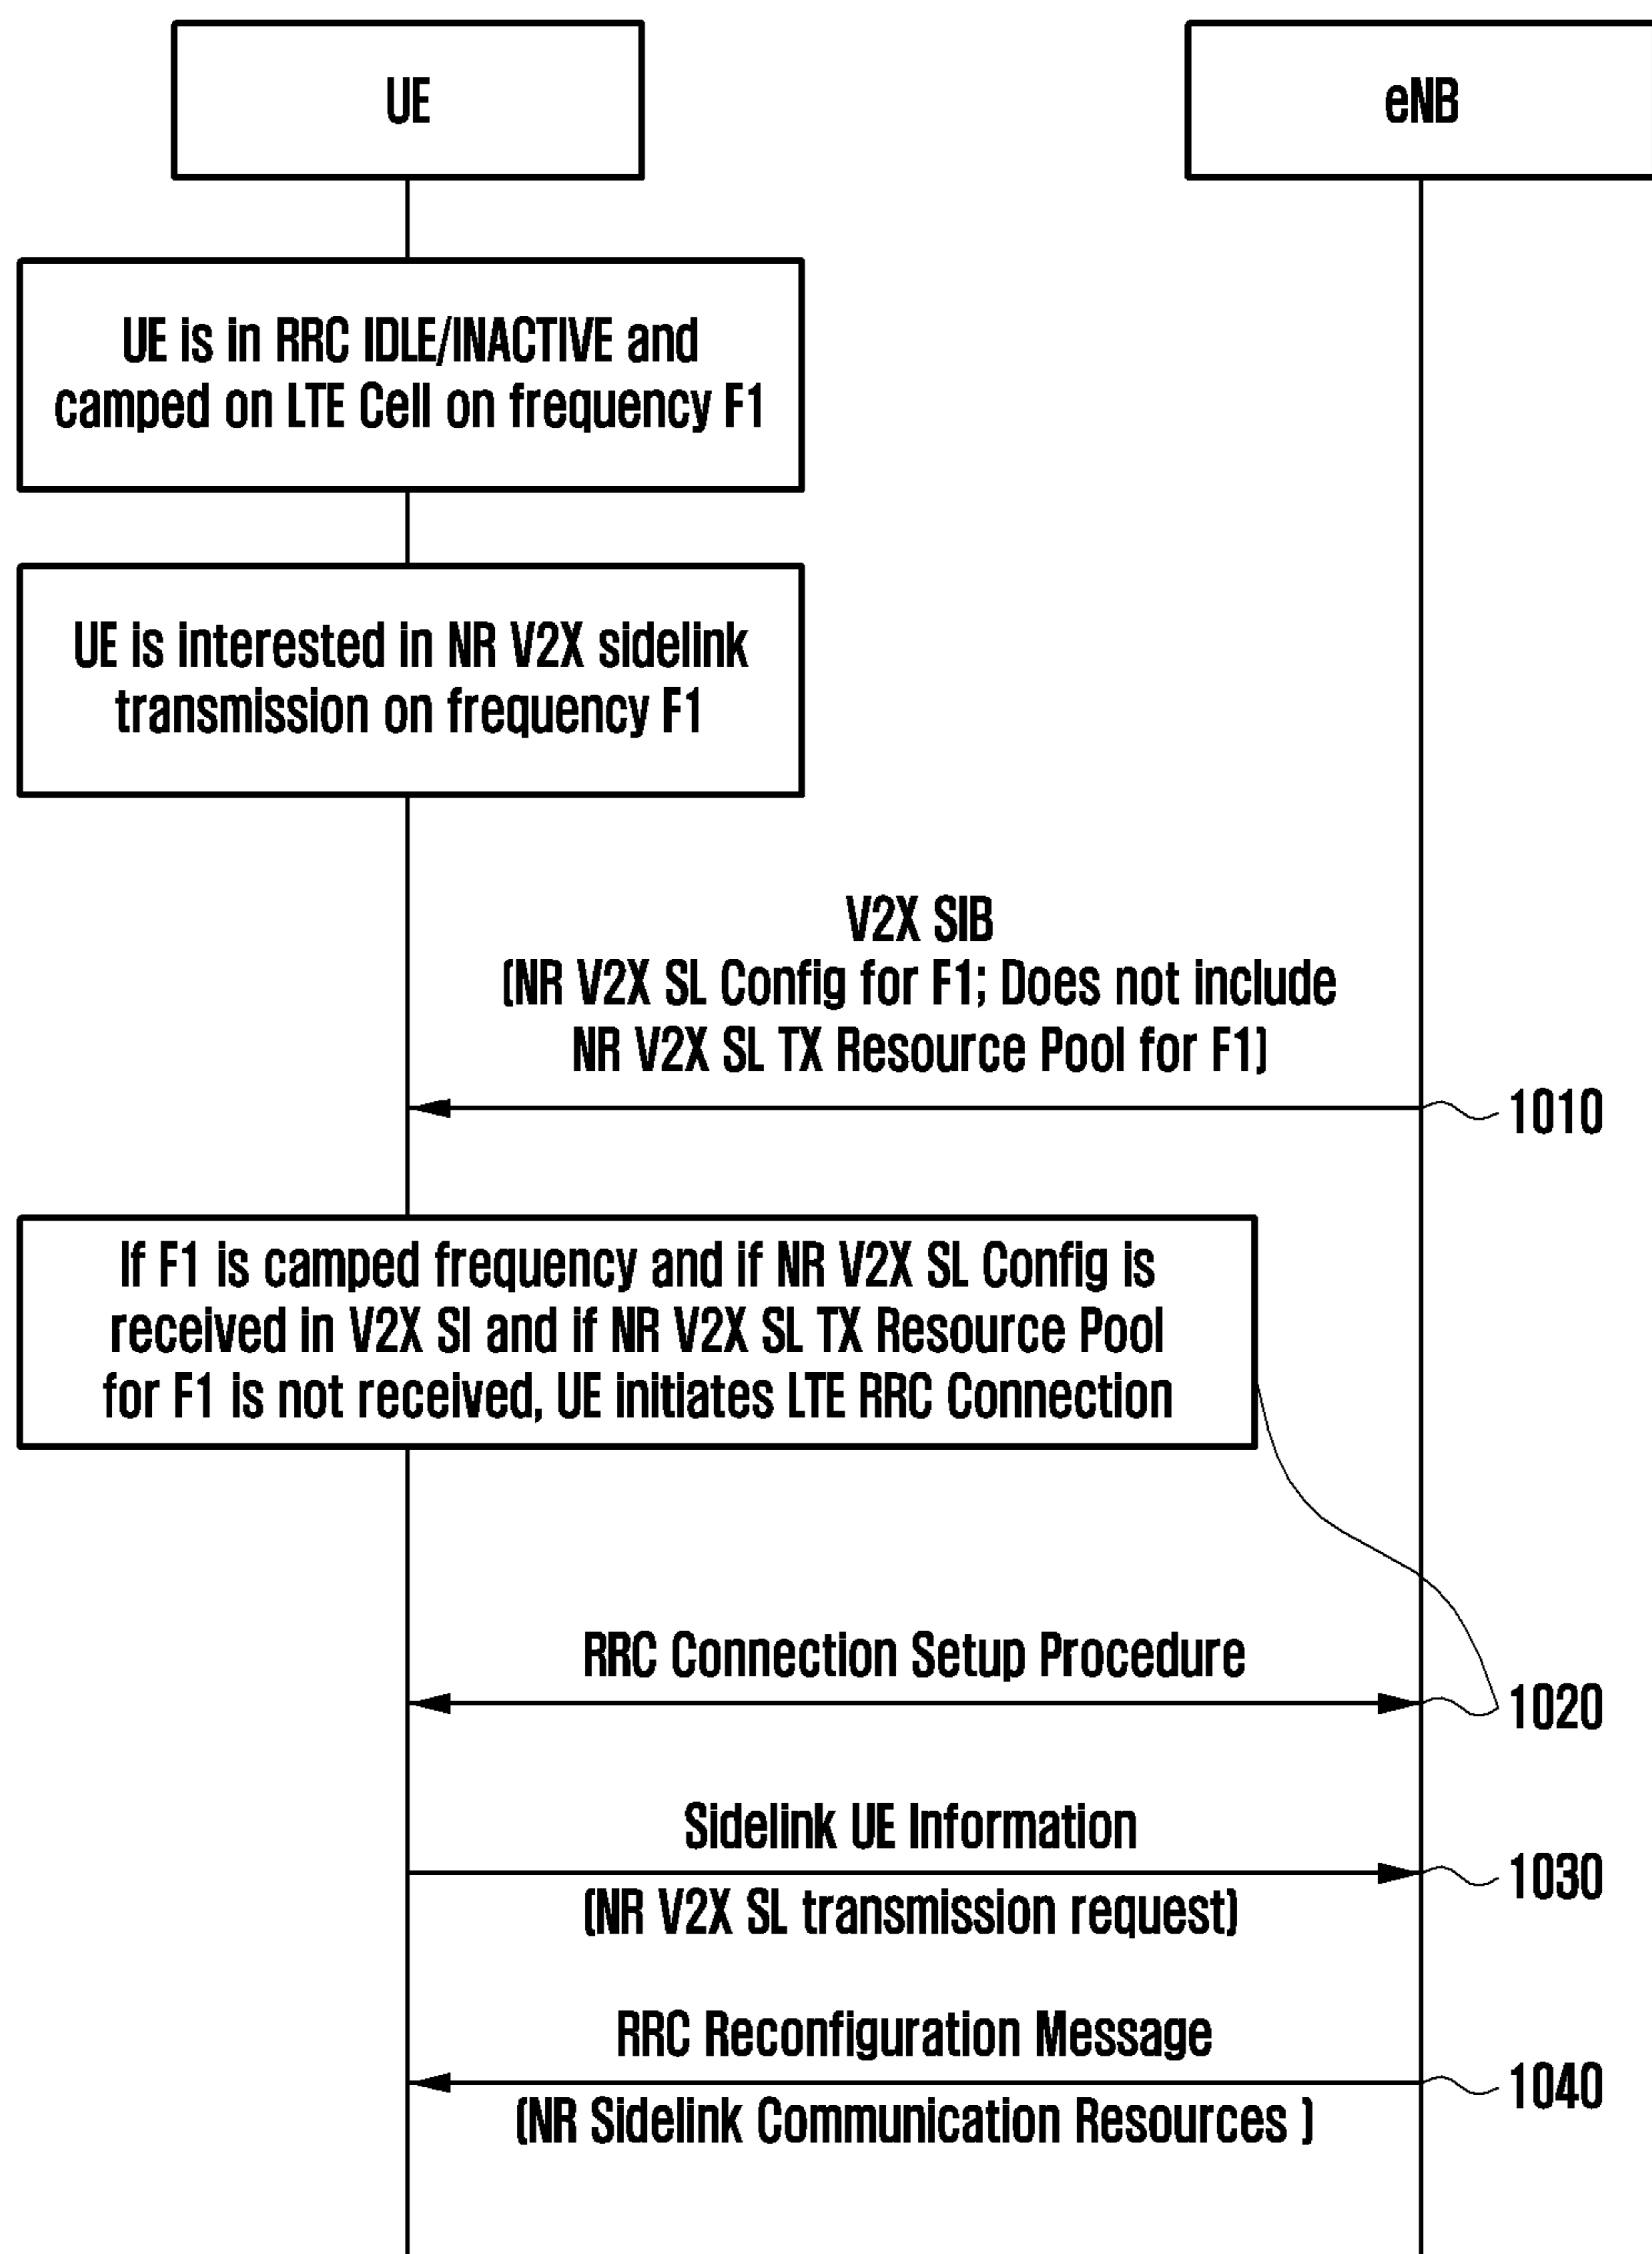 UE
eNB
UE is in RRC IDLE/INACTIVE and
camped on LTE Cell on frequency F1
UE is interested in NR V2X sidelink
transmission on frequency F1
V2X SIB
(NR V2X SL Config for F1; Does not include
NR V2X SL TX Resource Pool for F1)
1010
If F1 is camped frequency and if NR V2X SL Config is
received in V2X SI and if NR V2X SL TX Resource Pool
for F1 is not received, UE initiates LTE RRC Connection
RRC Connection Setup Procedure
1020
Sidelink UE Information
1030
(NR V2X SL transmission request)
RRC Reconfiguration Message
1040
(NR Sidelink Communication Resources )